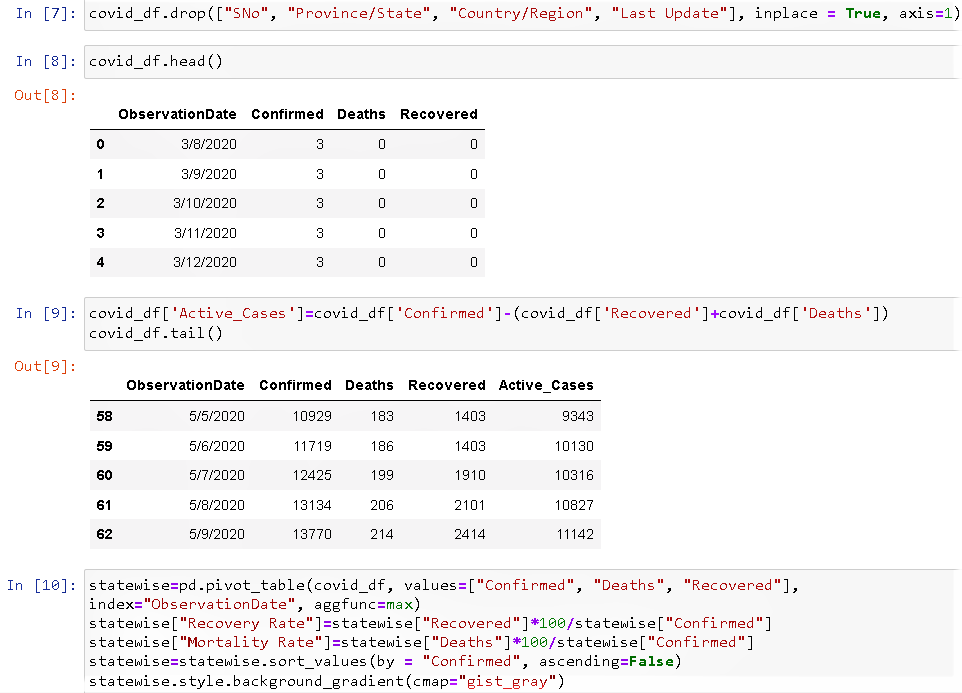 In [7]: covid_df.drop(["SNo", "Province/State", "Country/Region", "Last Update"], inplace = True, axis=1)
In [8]: covid_df.head()
Out[8]:
ObservationDate Confirmed Deaths Recovered
0 3/8/2020 3 0 0
1 3/9/2020 3 0 0
2 3/10/2020 3 0 0
3 3/11/2020 3 0 0
4 3/12/2020 3 0 0
In [9]: covid_df['Active_Cases']=covid_df['Confirmed']-(covid_df['Recovered']+covid_df['Deaths'])
covid_df.tail()
Out[9]:
ObservationDate Confirmed Deaths Recovered Active_Cases
58 5/5/2020 10929 183 1403 9343
59 5/6/2020 11719 186 1403 10130
60 5/7/2020 12425 199 1910 10316
61 5/8/2020 13134 206 2101 10827
62 5/9/2020 13770 214 2414 11142
In [10]: statewise=pd.pivot_table(covid_df, values=["Confirmed", "Deaths", "Recovered"],
index="ObservationDate", aggfunc=max)
statewise["Recovery Rate"]=statewise["Recovered"]*100/statewise["Confirmed"]
statewise["Mortality Rate"]=statewise["Deaths"]*100/statewise["Confirmed"]
statewise=statewise.sort_values(by = "Confirmed", ascending=False)
statewise.style.background_gradient(cmap="gist_gray")